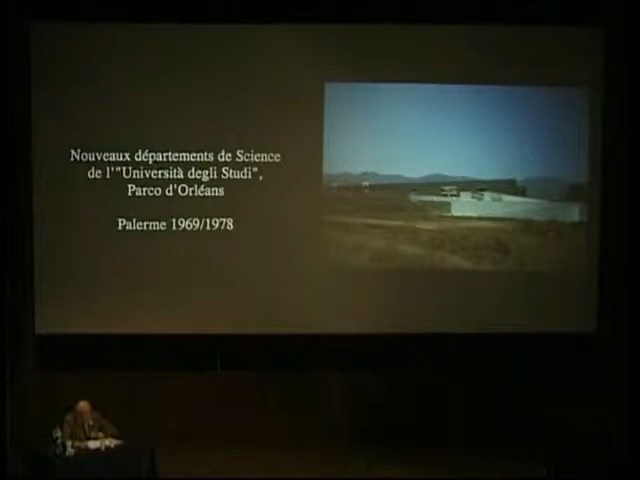 Nouveaux départements de Science
de l'"Università degli Studi",
Parco d'Orléans
Palerme 1969/1978